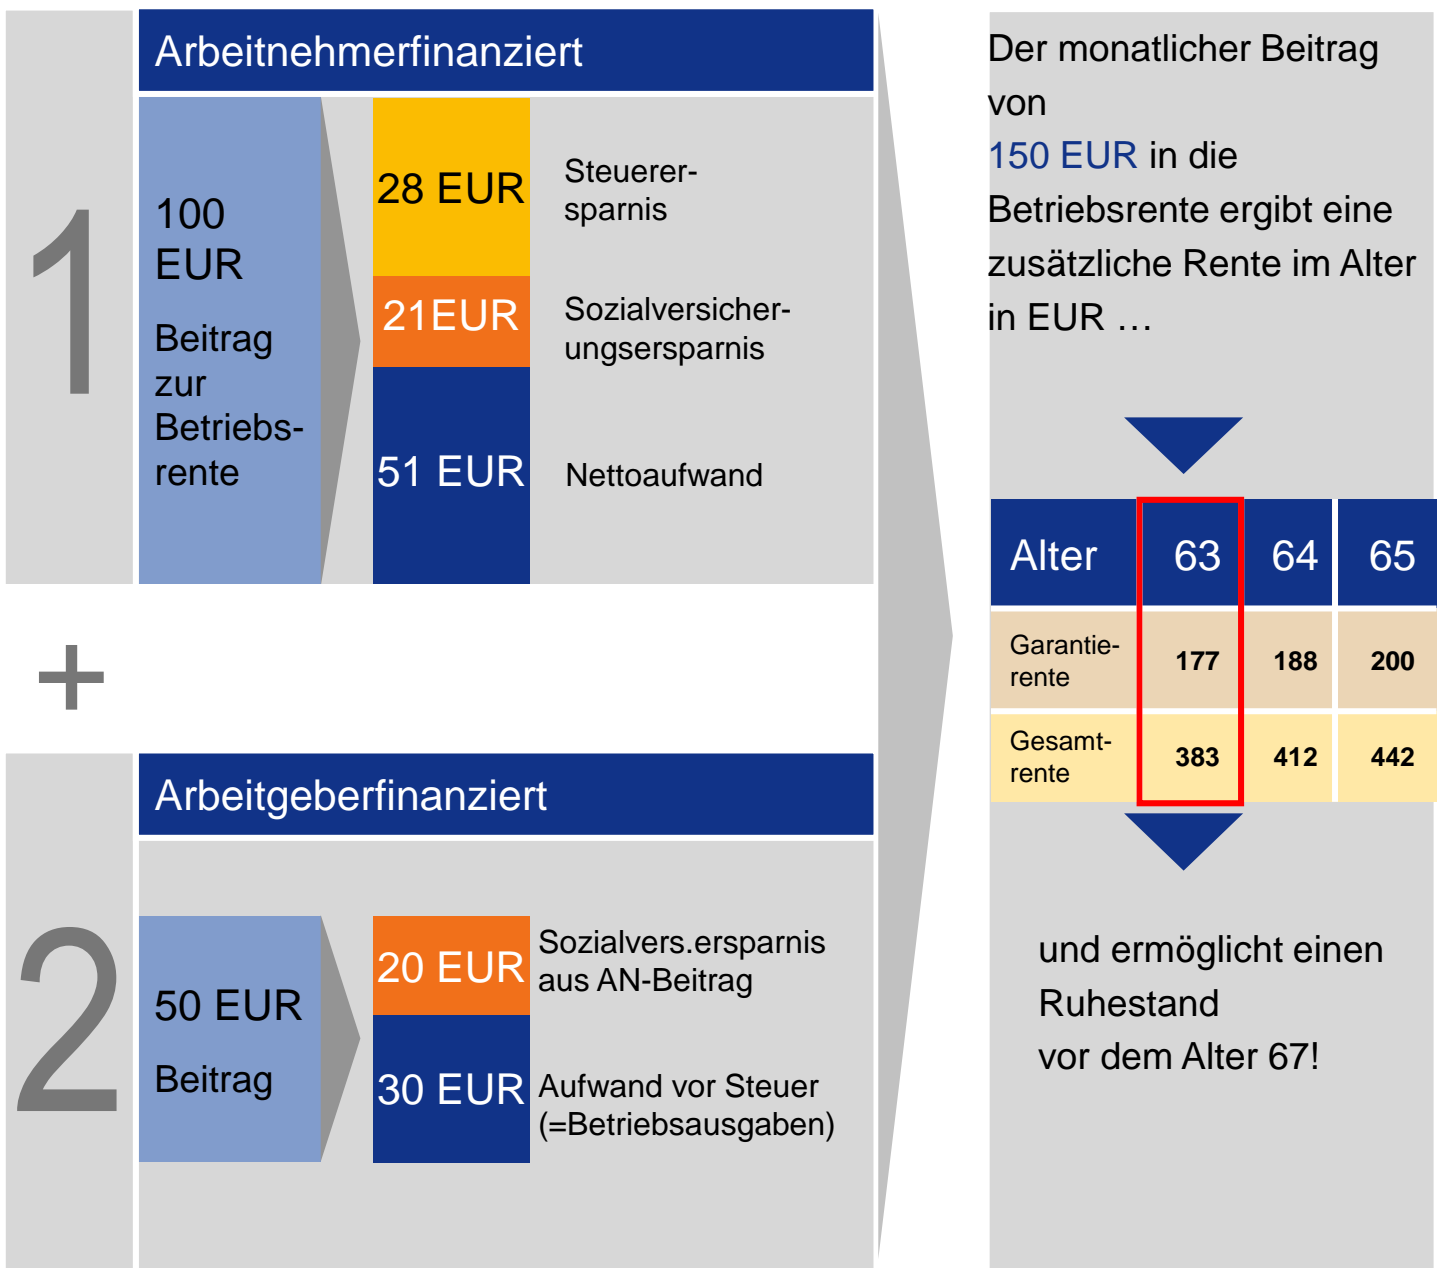 1
Arbeitnehmerfinanziert
100
EUR
Beitrag
zur
Betriebs-
rente
28 EUR
Steuerer-
sparnis
21EUR
Sozialversicher-
ungsersparnis
51 EUR
Nettoaufwand
+
2
Arbeitgeberfinanziert
50 EUR
Beitrag
20 EUR
Sozialvers.ersparnis
aus AN-Beitrag
30 EUR
Aufwand vor Steuer
(=Betriebsausgaben)
Der monatlicher Beitrag
von
150 EUR in die
Betriebsrente ergibt eine
zusätzliche Rente im Alter
in EUR …
Alter 63 64 65
Garantie-
rente 177 188 200
Gesamt-
rente 383 412 442
und ermöglicht einen
Ruhestand
vor dem Alter 67!